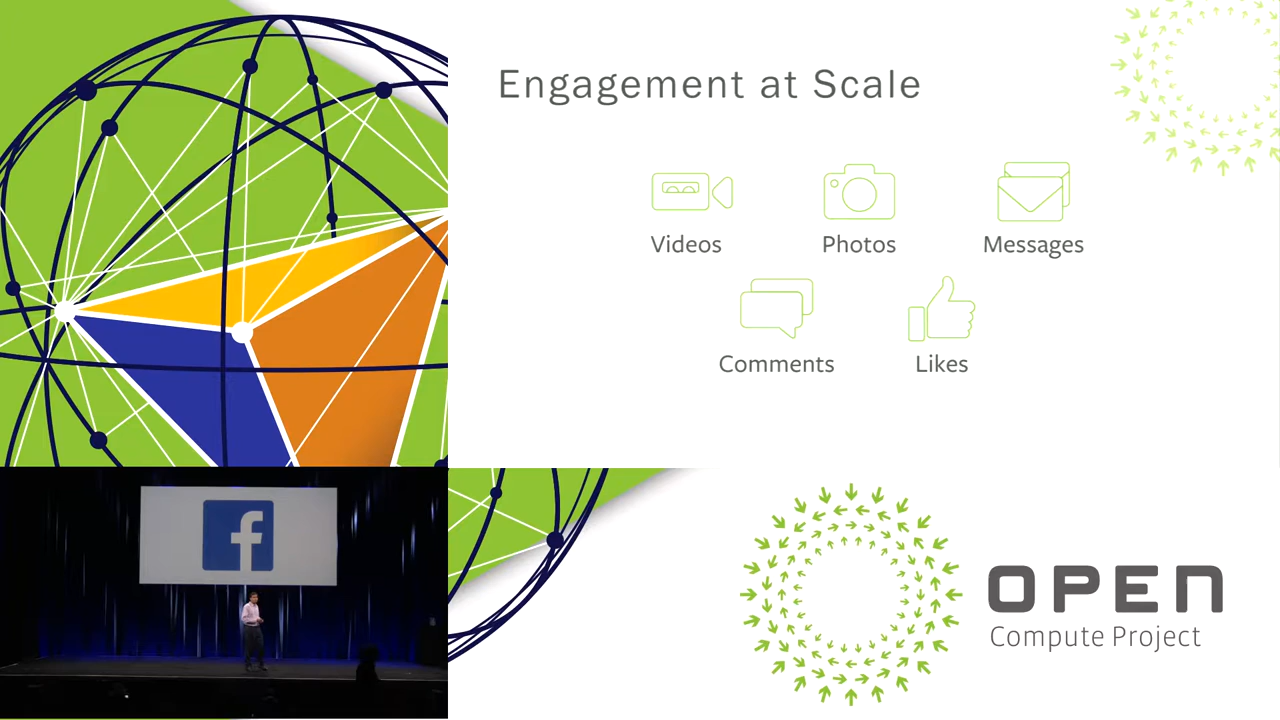 Engagement at Scale
Videos
Photos
Messages
Comments
Likes
f
OPEN
Compute Project